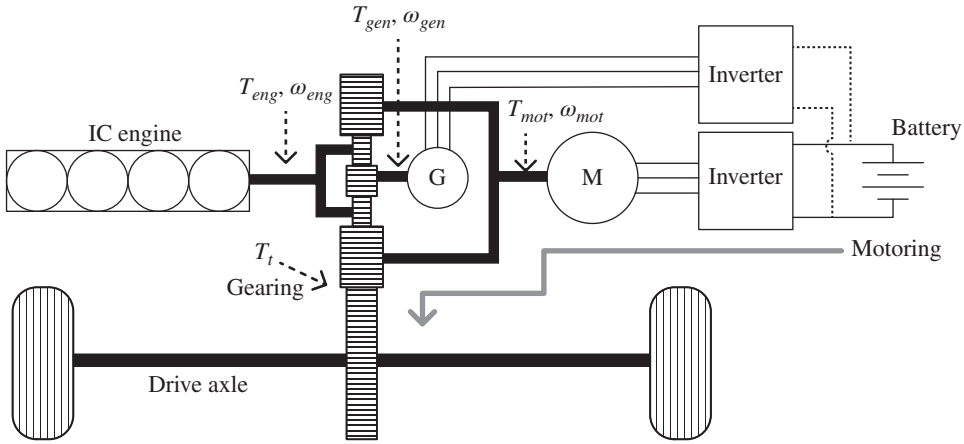 T_gen, ω_gen
T_eng, ω_eng
Inverter
IC engine
T_mot, ω_mot
Battery
G
M
Inverter
T_t
Motoring
Gearing
Drive axle